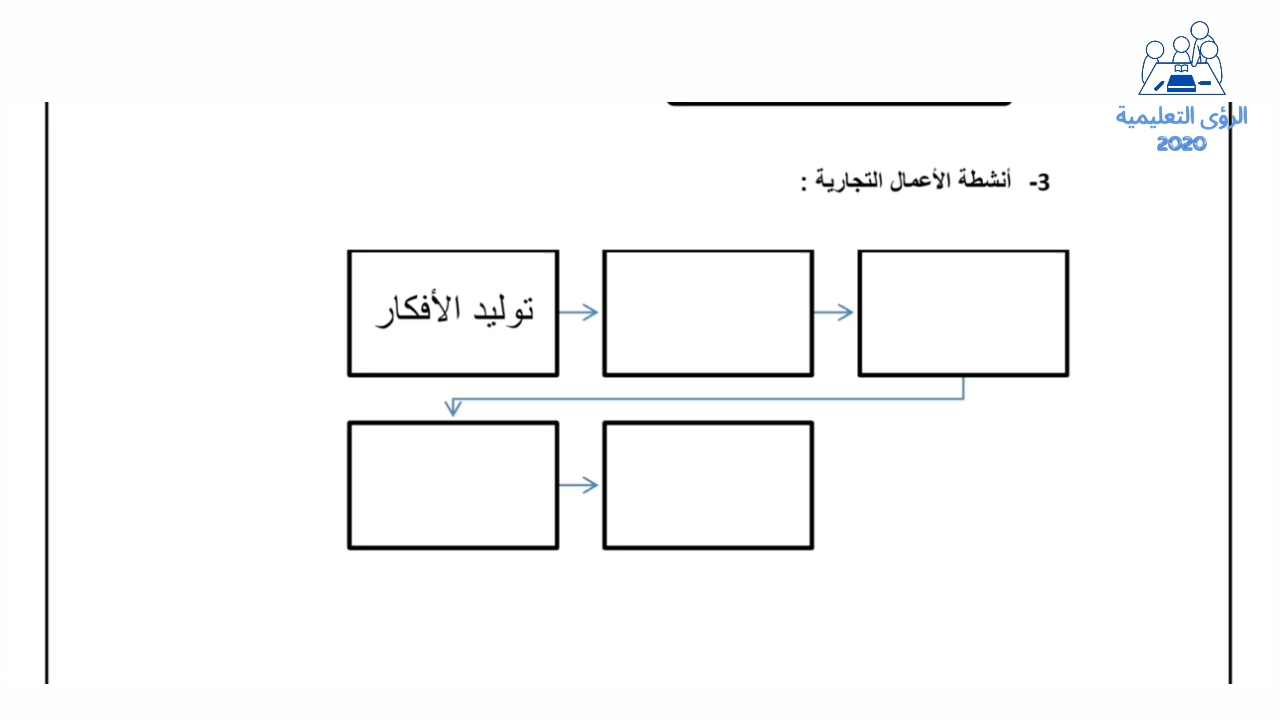 الرؤى التعليمية
2020
3- أنشطة الأعمال التجارية :
توليد الأفكار